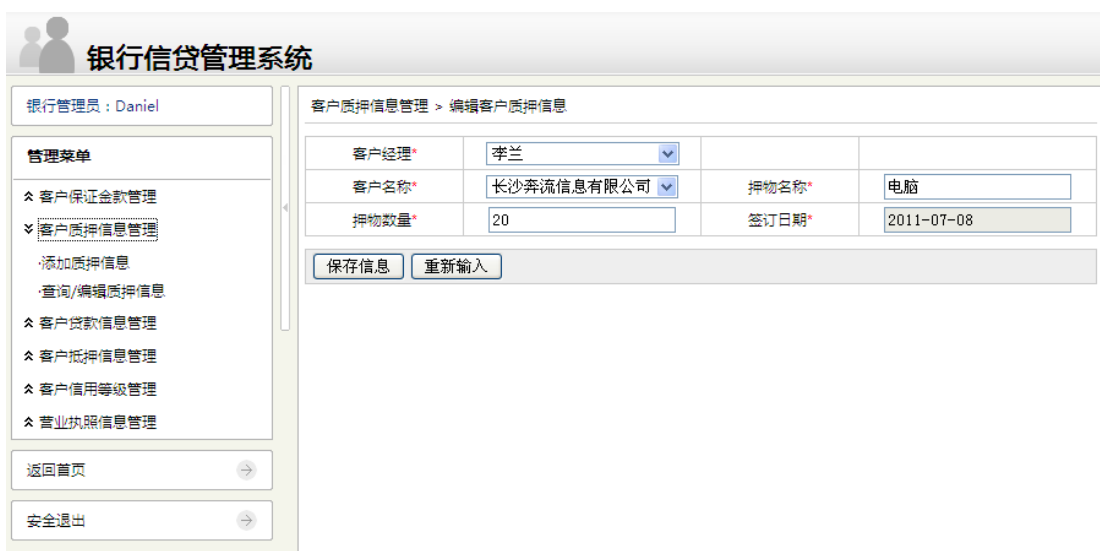 银行信贷管理系统
银行管理员：Daniel
管理菜单
客户保证金款管理
客户质押信息管理
·添加质押信息
·查询/编辑质押信息
客户贷款信息管理
客户抵押信息管理
客户信用等级管理
营业执照信息管理
返回首页
安全退出
客户质押信息管理 > 编辑客户质押信息
客户经理* 李兰
客户名称* 长沙奔流信息有限公司 押物名称* 电脑
押物数量* 20 签订日期* 2011-07-08
保存信息 重新输入